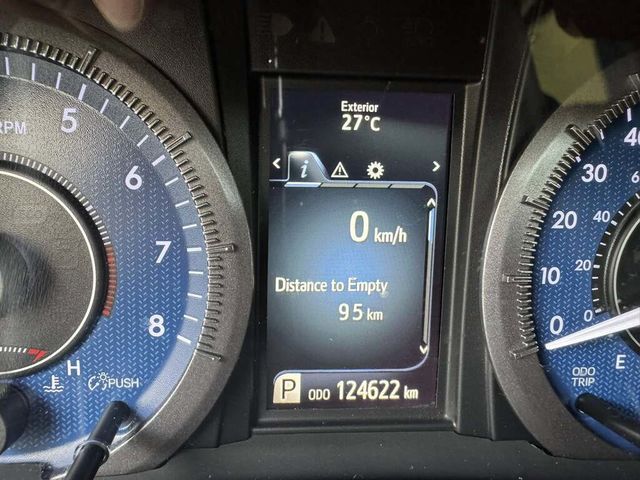 Exterior
27°C
i
0 km/h
Distance to Empty
95 km
P ODO 124622 km
RPM
5
6
7
8
H
PUSH
40
30
20
10
0
40
20
0
E
ODO
TRIP